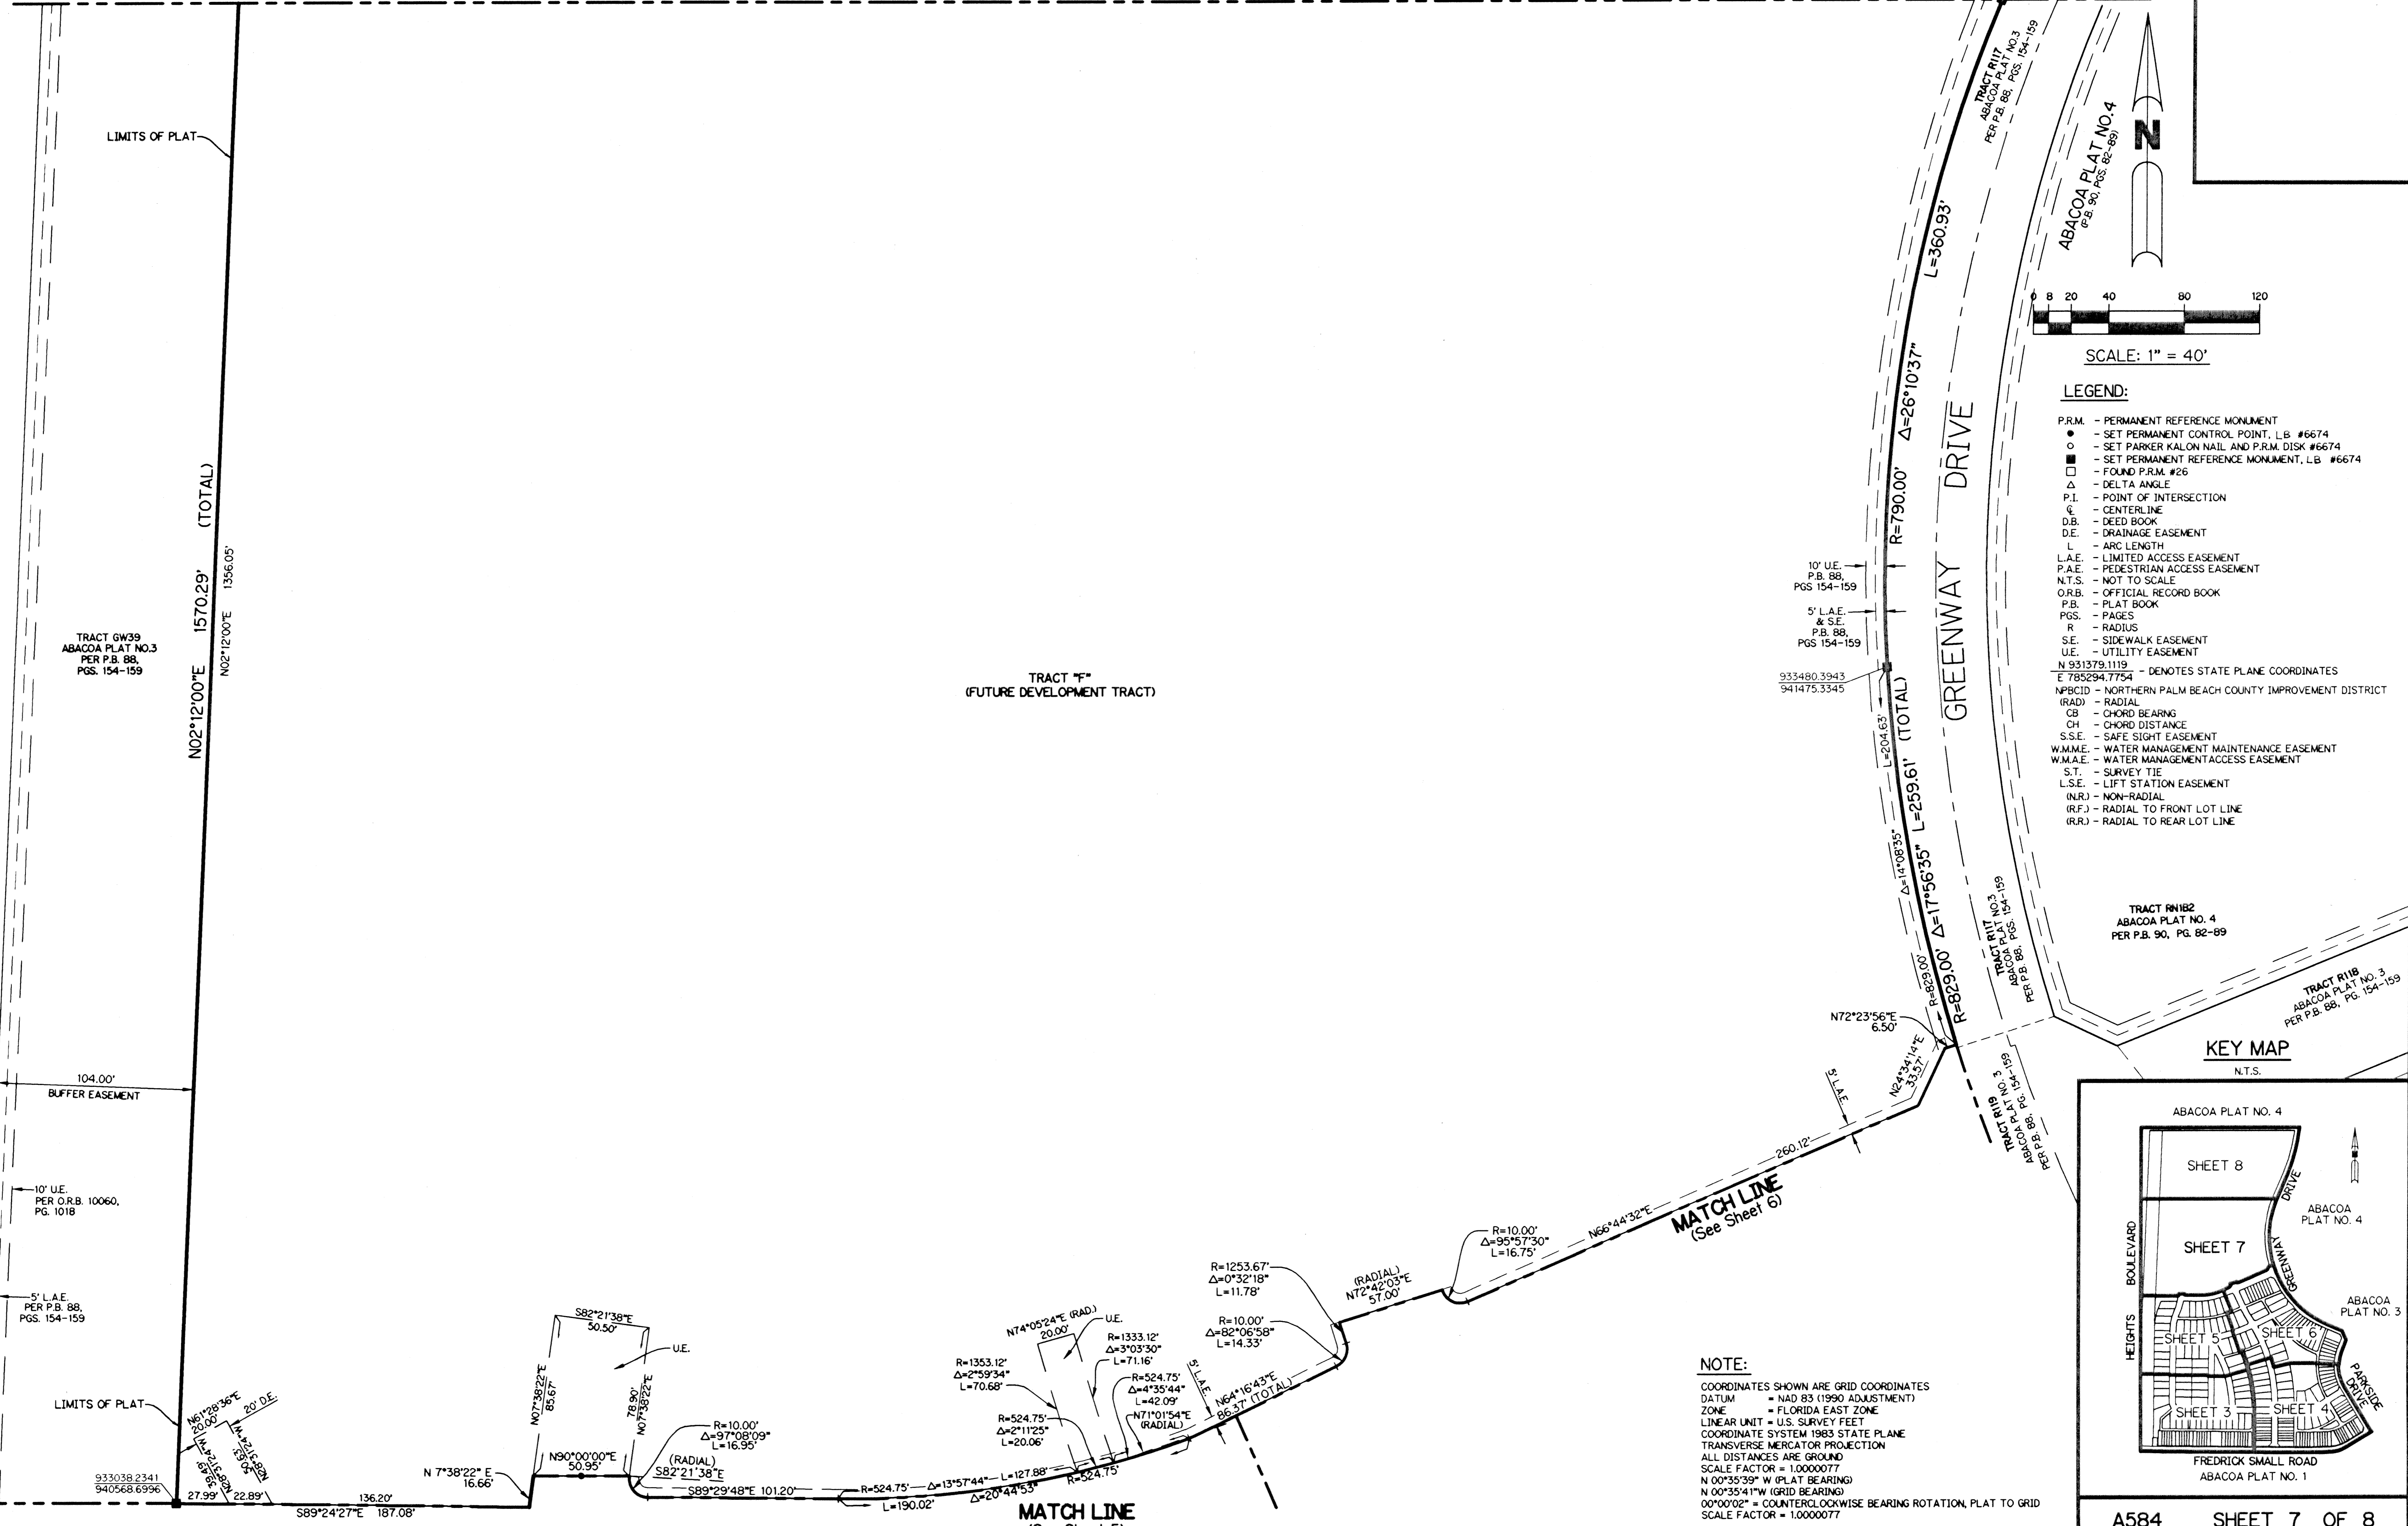 LIMITS OF PLAT
N02°12'00"E 1570.29' (TOTAL)
N02°12'00"E 1356.05'
TRACT GW39
ABACOA PLAT NO.3
PER P.B. 88,
PGS. 154-159
104.00'
BUFFER EASEMENT
10' U.E.
PER O.R.B. 10060,
PG. 1018
5' L.A.E.
PER P.B. 88,
PGS. 154-159
LIMITS OF PLAT
933038.2341
940568.6996
N61°28'36"E
20.00'
20' D.E.
N28°31'24"W
39.49'
N28°31'24"W
50.63'
27.99'
22.89'
136.20'
S89°24'27"E 187.08'
N 7°38'22" E
16.66'
N07°38'22"E
85.67'
S82°21'38"E
50.50'
U.E.
78.90'
N07°38'22"E
N90°00'00"E
50.95'
R=10.00'
Δ=97°08'09"
L=16.95'
(RADIAL)
S82°21'38"E
S89°29'48"E 101.20'
R=524.75'
Δ=13°57'44"
L=127.88'
L=190.02'
Δ=20°44'53"
R=524.75'
MATCH LINE
R=1353.12'
Δ=2°59'34"
L=70.68'
N74°05'24"E (RAD.)
20.00'
U.E.
R=1333.12'
Δ=3°03'30"
L=71.16'
R=524.75'
Δ=2°11'25"
L=20.06'
R=524.75'
Δ=4°35'44"
L=42.09'
N71°01'54"E
(RADIAL)
5' L.A.E.
N64°16'43"E
86.37' (TOTAL)
R=1253.67'
Δ=0°32'18"
L=11.78'
R=10.00'
Δ=82°06'58"
L=14.33'
(RADIAL)
N72°42'03"E
57.00'
R=10.00'
Δ=95°57'30"
L=16.75'
N66°44'32"E
260.12'
MATCH LINE
(See Sheet 6)
5' L.A.E.
N24°34'14"E
33.57'
N72°23'56"E
6.50'
TRACT "F"
(FUTURE DEVELOPMENT TRACT)
10' U.E.
P.B. 88,
PGS 154-159
5' L.A.E.
& S.E.
P.B. 88,
PGS 154-159
933480.3943
941475.3345
R=790.00' Δ=26°10'37" L=360.93'
R=829.00' Δ=17°56'35" L=259.61' (TOTAL)
R=829.00'
Δ=14°08'35"
L=204.63'
GREENWAY DRIVE
TRACT R117
ABACOA PLAT NO.3
PER P.B. 88, PGS. 154-159
TRACT R117
ABACOA PLAT NO.3
PER P.B. 88, PGS. 154-159
TRACT R119
ABACOA PLAT NO. 3
PER P.B. 88, PG. 154-159
ABACOA PLAT NO.4
(P.B. 90, PGS. 82-89)
N
0 8 20 40 80 120
SCALE: 1" = 40'
LEGEND:
P.R.M. - PERMANENT REFERENCE MONUMENT
● - SET PERMANENT CONTROL POINT, LB #6674
○ - SET PARKER KALON NAIL AND P.R.M. DISK #6674
■ - SET PERMANENT REFERENCE MONUMENT, LB #6674
□ - FOUND P.R.M. #26
Δ - DELTA ANGLE
P.I. - POINT OF INTERSECTION
℄ - CENTERLINE
D.B. - DEED BOOK
D.E. - DRAINAGE EASEMENT
L - ARC LENGTH
L.A.E. - LIMITED ACCESS EASEMENT
P.A.E. - PEDESTRIAN ACCESS EASEMENT
N.T.S. - NOT TO SCALE
O.R.B. - OFFICIAL RECORD BOOK
P.B. - PLAT BOOK
PGS. - PAGES
R - RADIUS
S.E. - SIDEWALK EASEMENT
U.E. - UTILITY EASEMENT
N 931379.1119
E 785294.7754 - DENOTES STATE PLANE COORDINATES
NPBCID - NORTHERN PALM BEACH COUNTY IMPROVEMENT DISTRICT
(RAD) - RADIAL
CB - CHORD BEARNG
CH - CHORD DISTANCE
S.S.E. - SAFE SIGHT EASEMENT
W.M.M.E. - WATER MANAGEMENT MAINTENANCE EASEMENT
W.M.A.E. - WATER MANAGEMENTACCESS EASEMENT
S.T. - SURVEY TIE
L.S.E. - LIFT STATION EASEMENT
(N.R.) - NON-RADIAL
(R.F.) - RADIAL TO FRONT LOT LINE
(R.R.) - RADIAL TO REAR LOT LINE
TRACT RN1B2
ABACOA PLAT NO. 4
PER P.B. 90, PG. 82-89
TRACT R118
ABACOA PLAT NO. 3
PER P.B. 88, PG. 154-159
KEY MAP
N.T.S.
ABACOA PLAT NO. 4
SHEET 8
SHEET 7
SHEET 5
SHEET 6
SHEET 3
SHEET 4
HEIGHTS BOULEVARD
GREENWAY DRIVE
PARKSIDE DRIVE
ABACOA
PLAT NO. 4
ABACOA
PLAT NO. 3
FREDRICK SMALL ROAD
ABACOA PLAT NO. 1
NOTE:
COORDINATES SHOWN ARE GRID COORDINATES
DATUM = NAD 83 (1990 ADJUSTMENT)
ZONE = FLORIDA EAST ZONE
LINEAR UNIT = U.S. SURVEY FEET
COORDINATE SYSTEM 1983 STATE PLANE
TRANSVERSE MERCATOR PROJECTION
ALL DISTANCES ARE GROUND
SCALE FACTOR = 1.0000077
N 00°35'39" W (PLAT BEARING)
N 00°35'41"W (GRID BEARING)
00°00'02" = COUNTERCLOCKWISE BEARING ROTATION, PLAT TO GRID
SCALE FACTOR = 1.0000077
A584 SHEET 7 OF 8